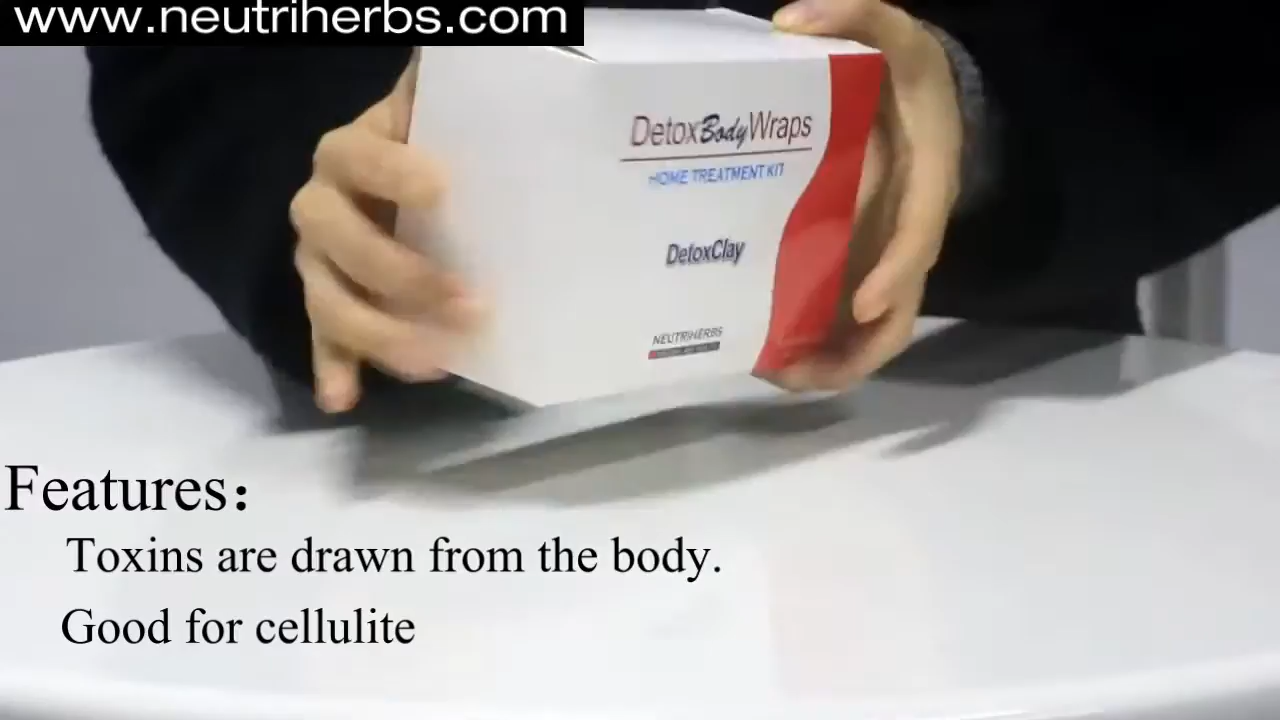 www.neutriherbs.com
DetoxBodyWraps
HOME TREATMENT KIT
DetoxClay
NEUTRIHERBS
Features:
Toxins are drawn from the body.
Good for cellulite